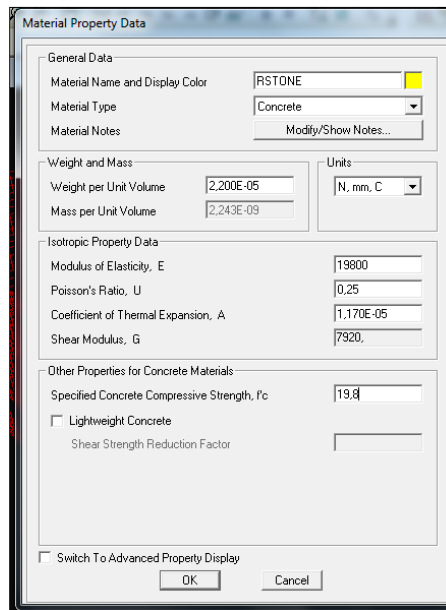 Material Property Data
General Data
Material Name and Display Color RSTONE
Material Type Concrete
Material Notes Modify/Show Notes...
Weight and Mass Units
Weight per Unit Volume 2,200E-05 N, mm, C
Mass per Unit Volume 2,243E-09
Isotropic Property Data
Modulus of Elasticity, E 19800
Poisson's Ratio, U 0,25
Coefficient of Thermal Expansion, A 1,170E-05
Shear Modulus, G 7920,
Other Properties for Concrete Materials
Specified Concrete Compressive Strength, f'c 19,8
Lightweight Concrete
Shear Strength Reduction Factor
Switch To Advanced Property Display
OK Cancel